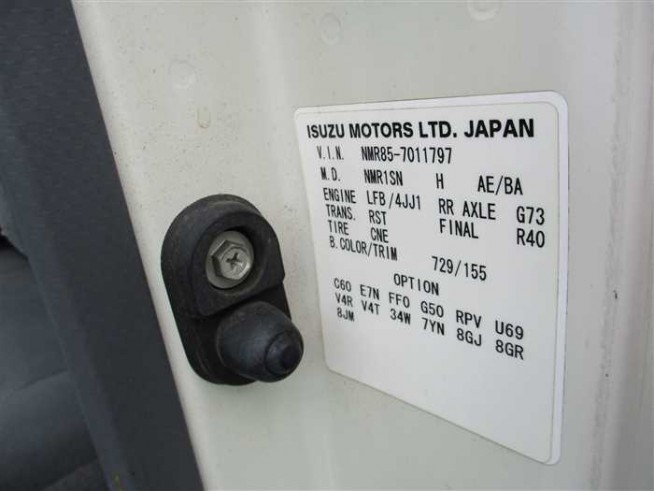 ISUZU MOTORS LTD. JAPAN
V.I.N. NMR85-7011797
M.D. NMR1SN H AE/BA
ENGINE LFB/4JJ1 RR AXLE G73
TRANS. RST FINAL R40
TIRE CNE
B.COLOR/TRIM 729/155
OPTION
C60 E7N FF0 G50 RPV U69
V4R V4T 34W 7YN 8GJ 8GR
8JM